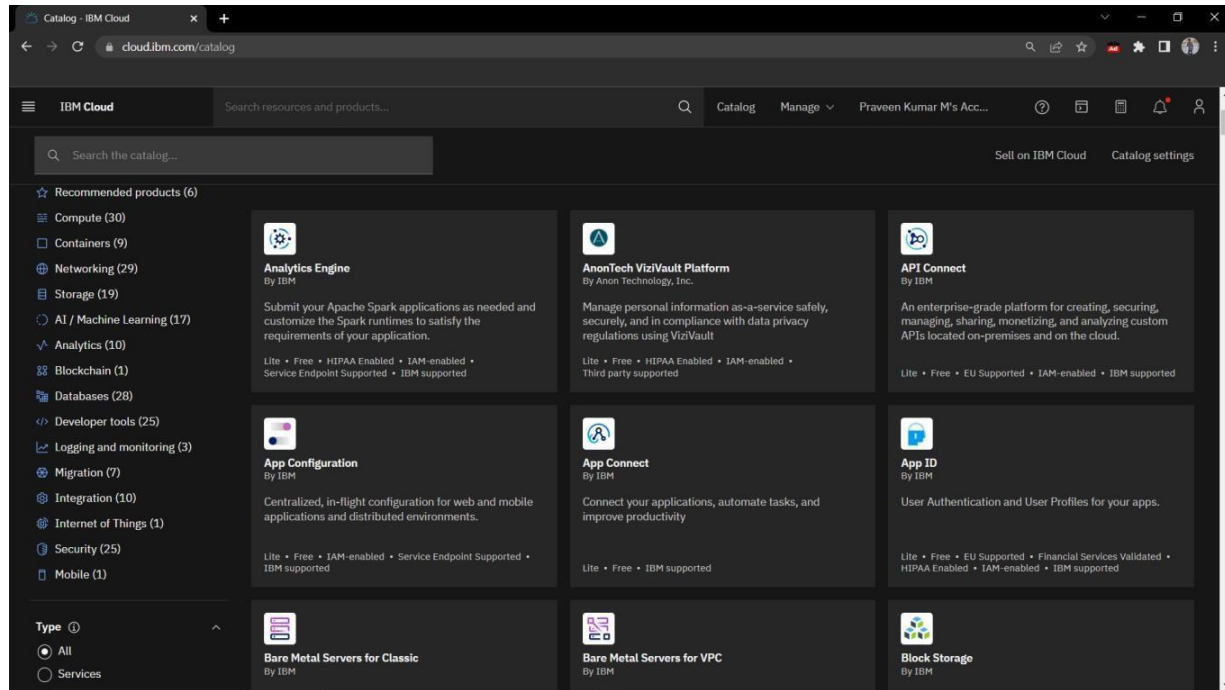 Catalog - IBM Cloud
cloud.ibm.com/catalog
Ad
IBM Cloud
Search resources and products...
Catalog
Manage
Praveen Kumar M's Acc...
Search the catalog...
Sell on IBM Cloud
Catalog settings
Recommended products (6)
Compute (30)
Containers (9)
Networking (29)
Storage (19)
AI / Machine Learning (17)
Analytics (10)
Blockchain (1)
Databases (28)
Developer tools (25)
Logging and monitoring (3)
Migration (7)
Integration (10)
Internet of Things (1)
Security (25)
Mobile (1)
Type
All
Services
Analytics Engine
By IBM
Submit your Apache Spark applications as needed and
customize the Spark runtimes to satisfy the
requirements of your application.
Lite • Free • HIPAA Enabled • IAM-enabled •
Service Endpoint Supported • IBM supported
AnonTech ViziVault Platform
By Anon Technology, Inc.
Manage personal information as-a-service safely,
securely, and in compliance with data privacy
regulations using ViziVault
Lite • Free • HIPAA Enabled • IAM-enabled •
Third party supported
API Connect
By IBM
An enterprise-grade platform for creating, securing,
managing, sharing, monetizing, and analyzing custom
APIs located on-premises and on the cloud.
Lite • Free • EU Supported • IAM-enabled • IBM supported
App Configuration
By IBM
Centralized, in-flight configuration for web and mobile
applications and distributed environments.
Lite • Free • IAM-enabled • Service Endpoint Supported •
IBM supported
App Connect
By IBM
Connect your applications, automate tasks, and
improve productivity
Lite • Free • IBM supported
App ID
By IBM
User Authentication and User Profiles for your apps.
Lite • Free • EU Supported • Financial Services Validated •
HIPAA Enabled • IAM-enabled • IBM supported
Bare Metal Servers for Classic
By IBM
Bare Metal Servers for VPC
By IBM
Block Storage
By IBM